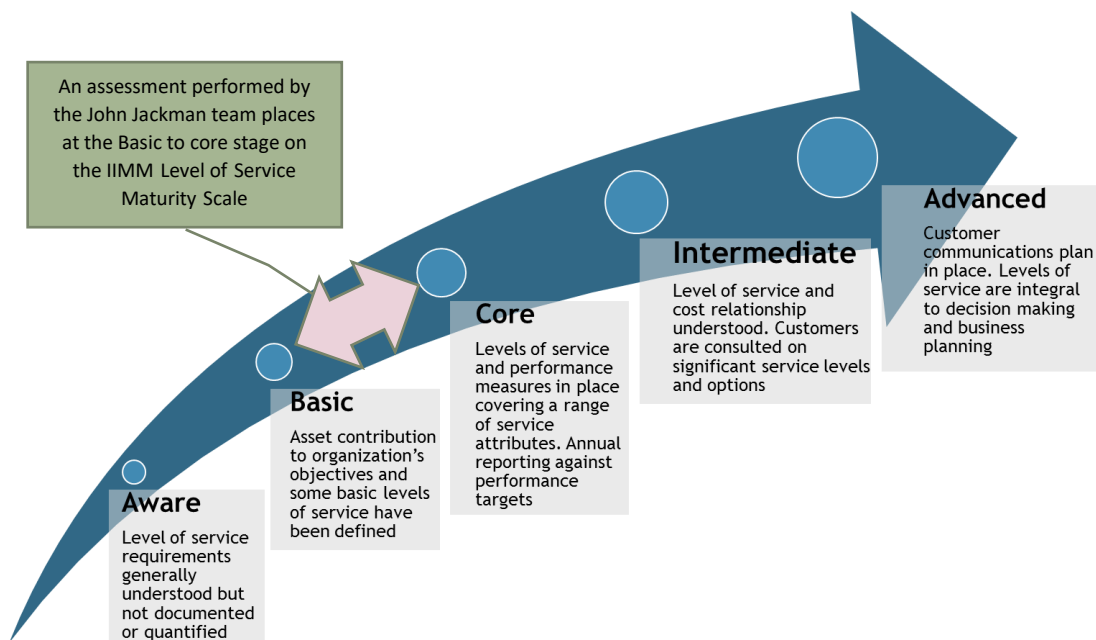 An assessment performed by
the John Jackman team places
at the Basic to core stage on
the IIMM Level of Service
Maturity Scale
Aware
Level of service
requirements
generally
understood but
not documented
or quantified
Basic
Asset contribution
to organization’s
objectives and
some basic levels
of service have
been defined
Core
Levels of service
and performance
measures in place
covering a range
of service
attributes. Annual
reporting against
performance
targets
Intermediate
Level of service and
cost relationship
understood. Customers
are consulted on
significant service levels
and options
Advanced
Customer
communications plan
in place. Levels of
service are integral
to decision making
and business
planning